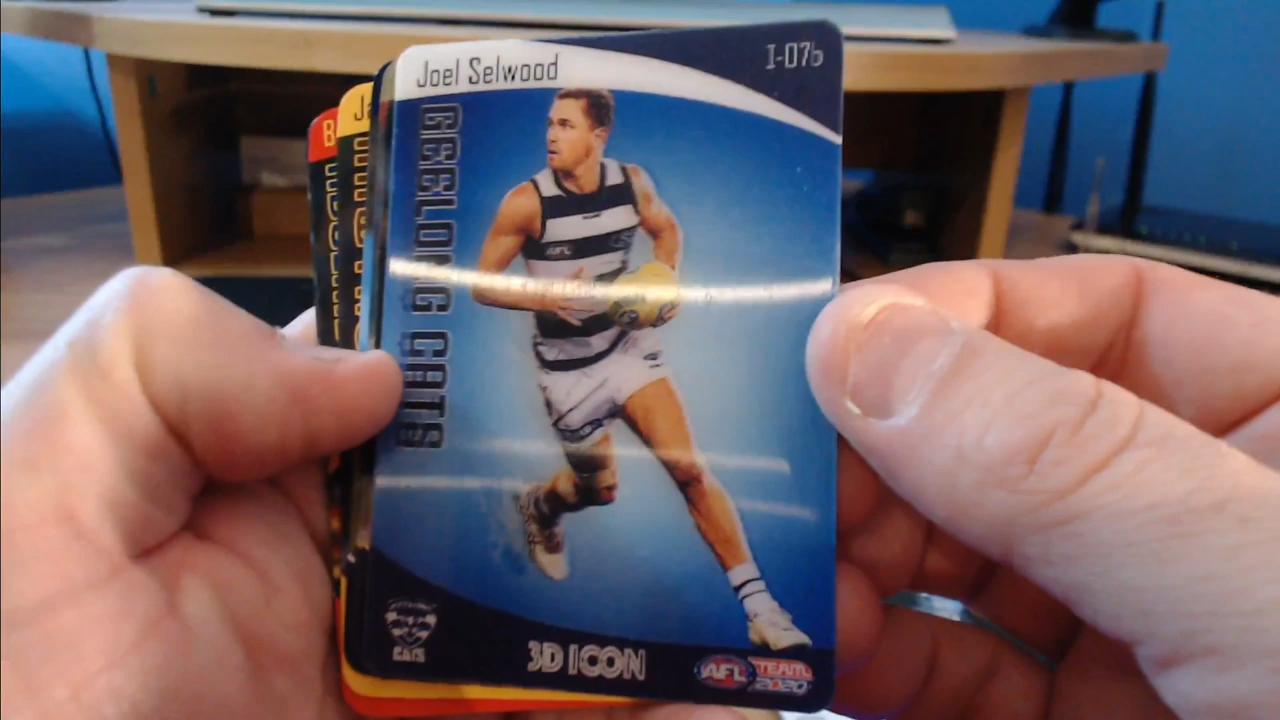 Joel Selwood
I-07b
GEELONG CATS
AFL
CATS
3D ICON
AFL
TEAM
2020